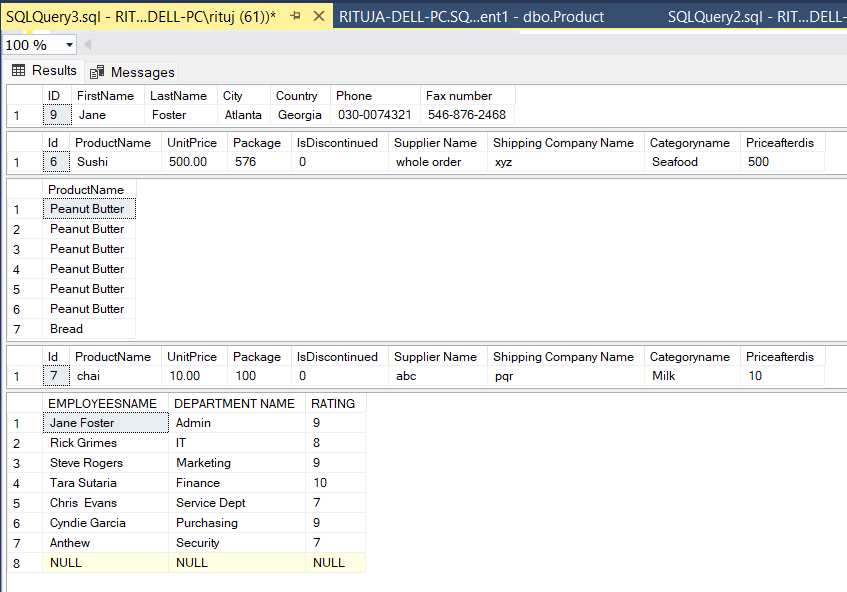 SQLQuery3.sql - RIT...DELL-PC\rituj (61))* RITUJA-DELL-PC.SQ...ent1 - dbo.Product SQLQuery2.sql - RIT...DELL-
100 %
Results Messages
ID FirstName LastName City Country Phone Fax number
1 9 Jane Foster Atlanta Georgia 030-0074321 546-876-2468
Id ProductName UnitPrice Package IsDiscontinued Supplier Name Shipping Company Name Categoryname Priceafterdis
1 6 Sushi 500.00 576 0 whole order xyz Seafood 500
ProductName
1 Peanut Butter
2 Peanut Butter
3 Peanut Butter
4 Peanut Butter
5 Peanut Butter
6 Peanut Butter
7 Bread
Id ProductName UnitPrice Package IsDiscontinued Supplier Name Shipping Company Name Categoryname Priceafterdis
1 7 chai 10.00 100 0 abc pqr Milk 10
EMPLOYEESNAME DEPARTMENT NAME RATING
1 Jane Foster Admin 9
2 Rick Grimes IT 8
3 Steve Rogers Marketing 9
4 Tara Sutaria Finance 10
5 Chris Evans Service Dept 7
6 Cyndie Garcia Purchasing 9
7 Anthew Security 7
8 NULL NULL NULL